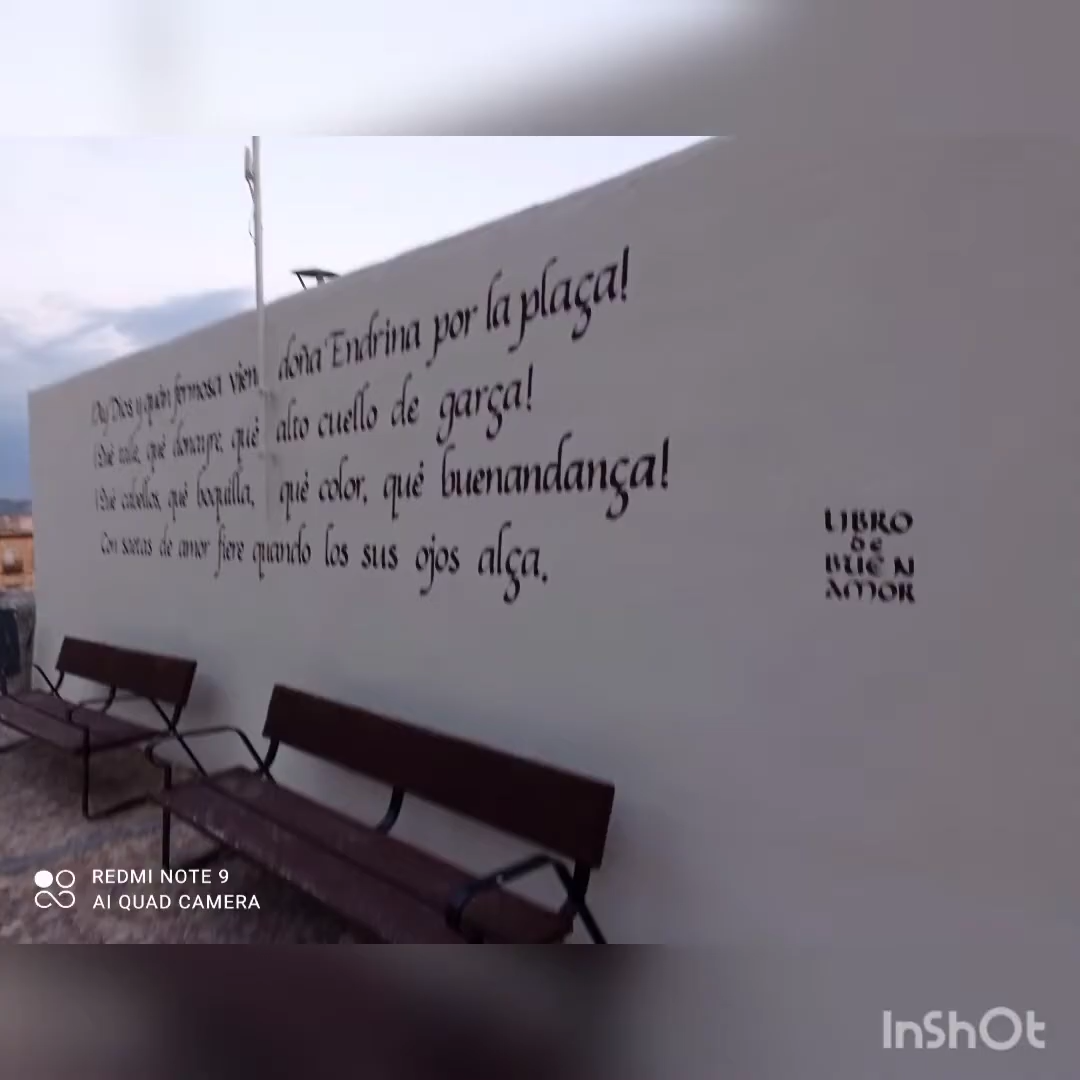 ¡Ay Dios, y quán fermosa vien doña Endrina por la plaça!
¡Qué talle, qué donayre, qué alto cuello de garça!
¡Qué cabellos, qué boquilla, qué color, qué buenandança!
Con saetas de amor fiere quando los sus ojos alça.
LIBRO
de
BUEN
AMOR
REDMI NOTE 9
AI QUAD CAMERA
InShOt